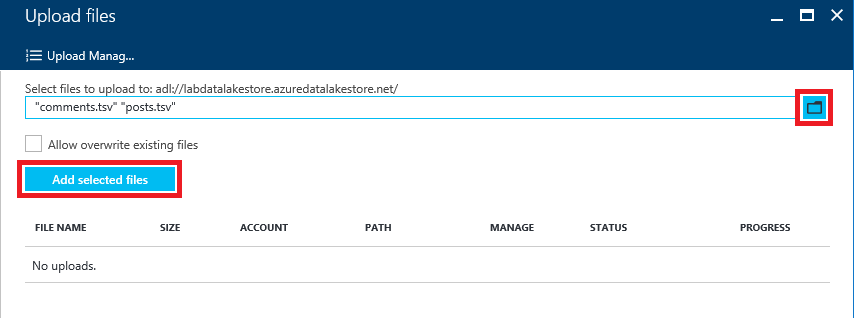 Upload files
Upload Manag...
Select files to upload to: adl://labdatalakestore.azuredatalakestore.net/
"comments.tsv" "posts.tsv"
Allow overwrite existing files
Add selected files
FILE NAME SIZE ACCOUNT PATH MANAGE STATUS PROGRESS
No uploads.